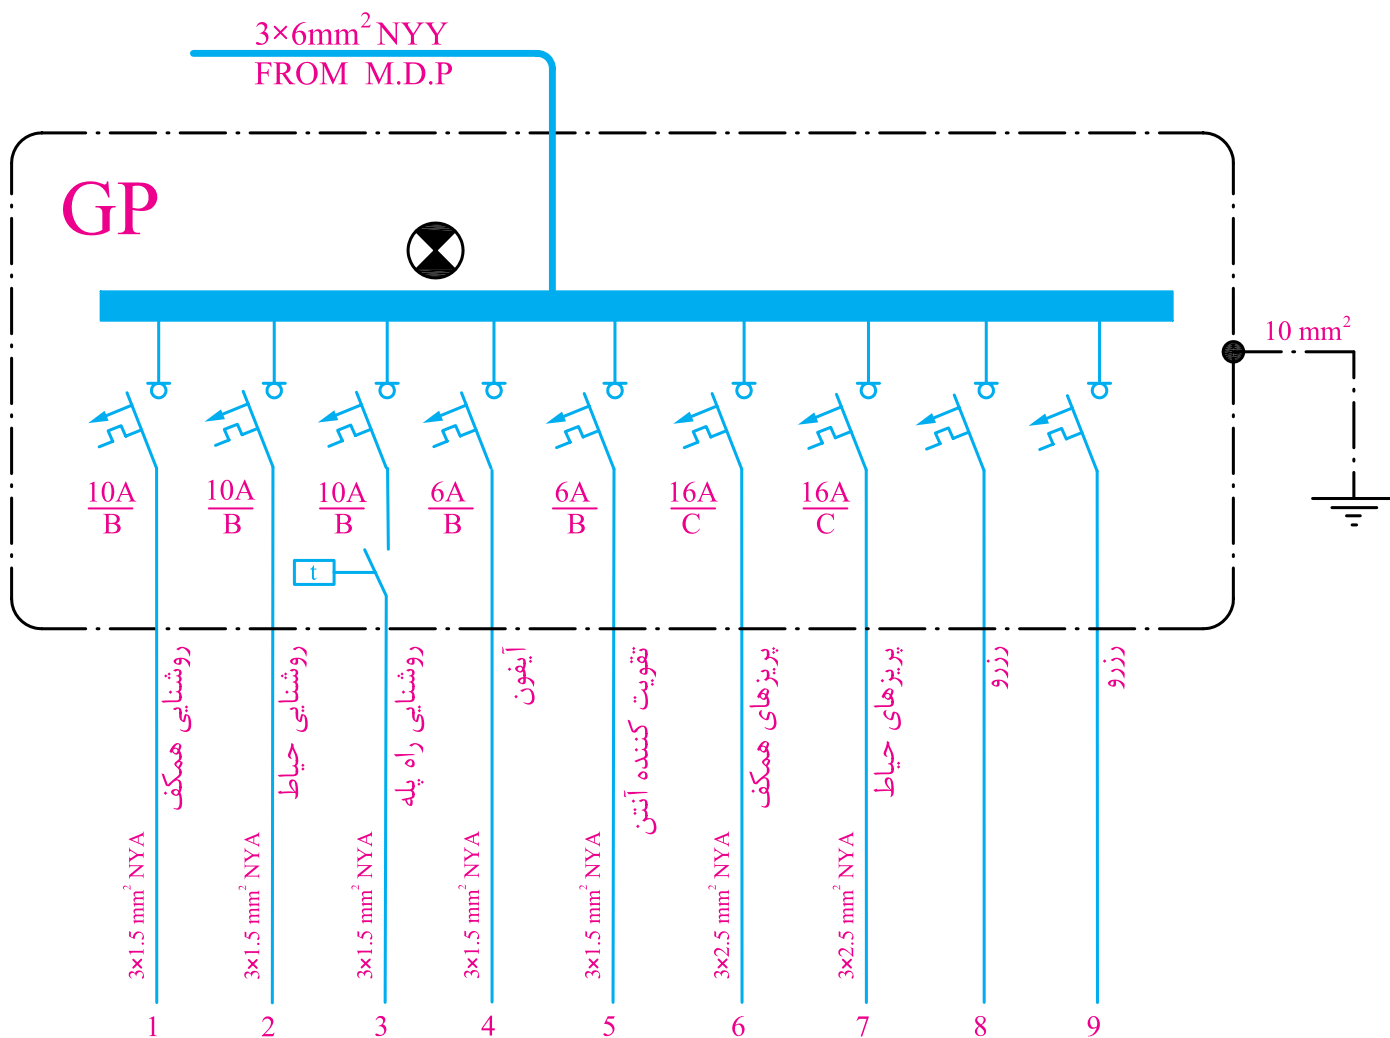 3×6mm² NYY
FROM M.D.P
GP
10 mm²
10A
B
10A
B
10A
B
6A
B
6A
B
16A
C
16A
C
t
روشنایی همکف
روشنایی حیاط
روشنایی راه پله
آیفون
تقویت کننده آنتن
پریزهای همکف
پریزهای حیاط
رزرو
رزرو
3×1.5 mm² NYA
3×1.5 mm² NYA
3×1.5 mm² NYA
3×1.5 mm² NYA
3×1.5 mm² NYA
3×2.5 mm² NYA
3×2.5 mm² NYA
1
2
3
4
5
6
7
8
9